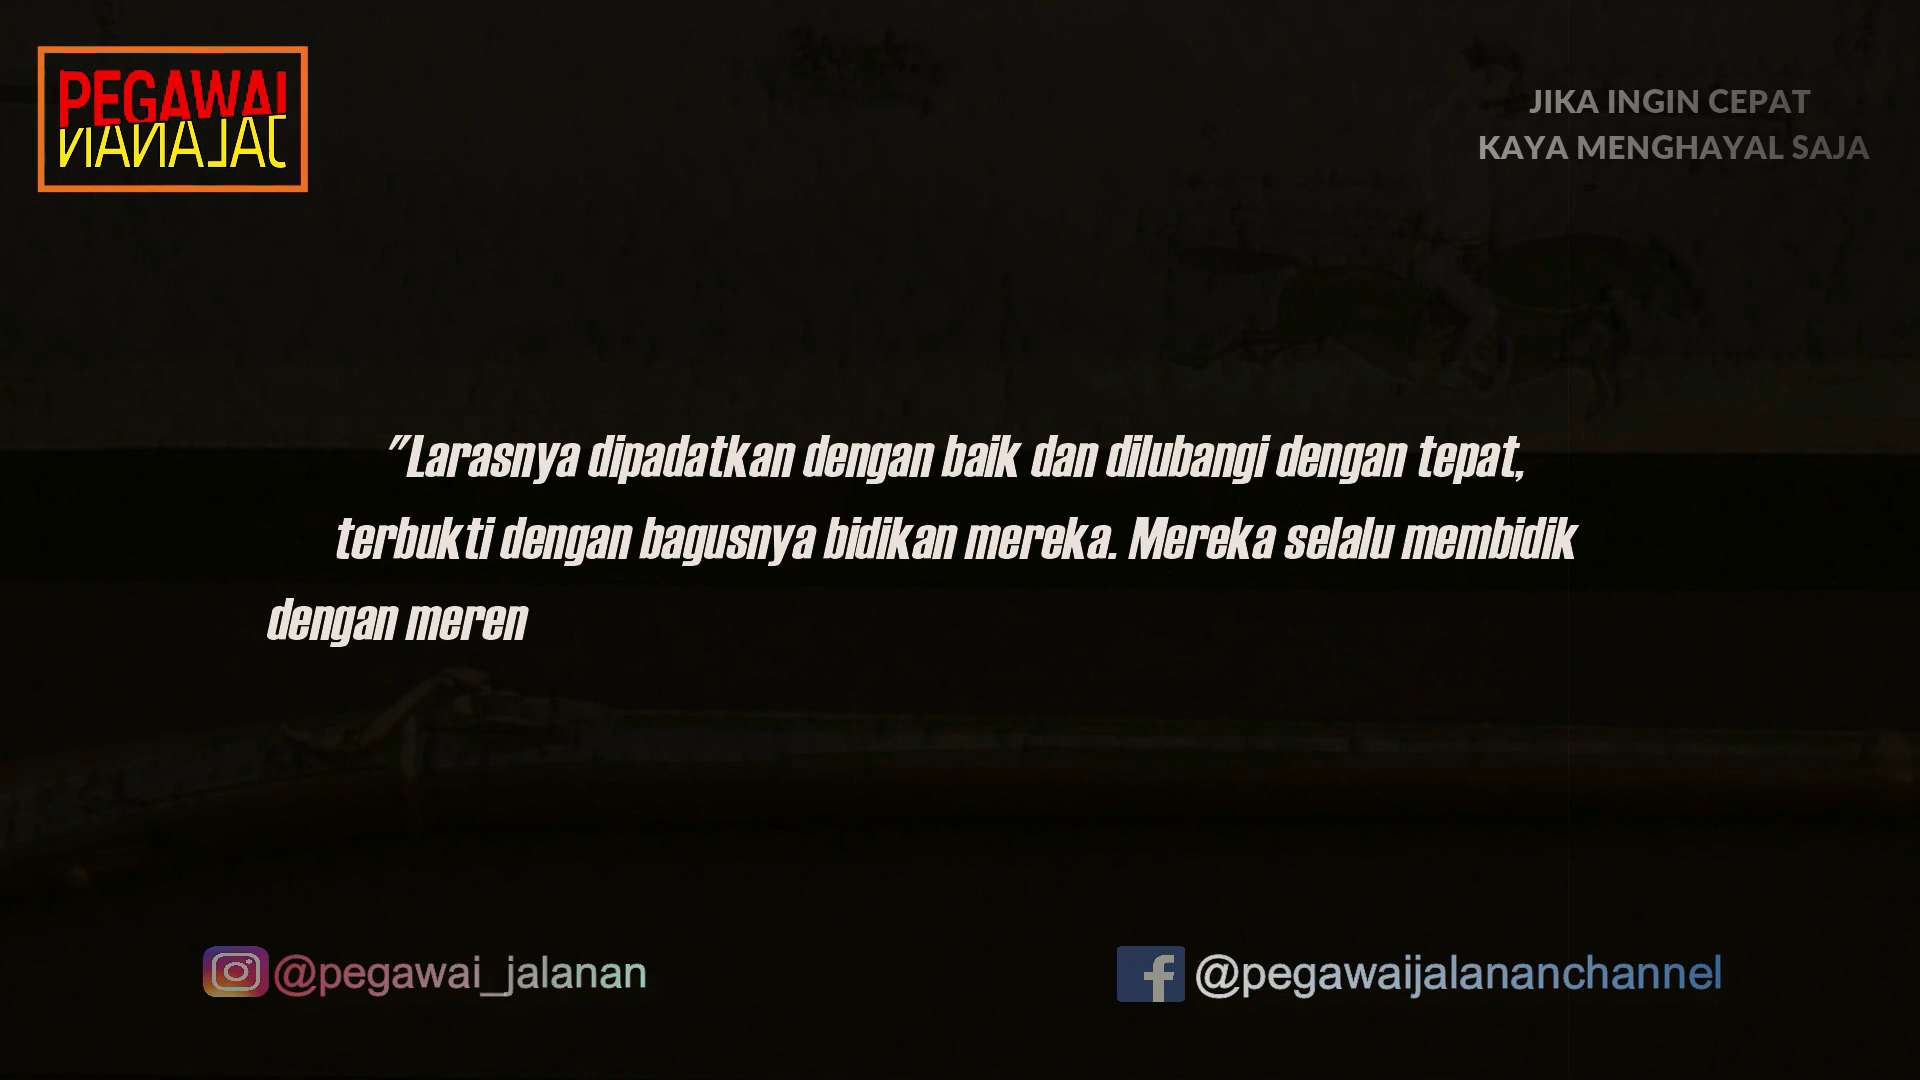 PEGAWAI
JALANAN
JIKA INGIN CEPAT
KAYA MENGHAYAL SAJA
"Larasnya dipadatkan dengan baik dan dilubangi dengan tepat,
terbukti dengan bagusnya bidikan mereka. Mereka selalu membidik
dengan meren
@pegawai_jalanan
@pegawaijalananchannel